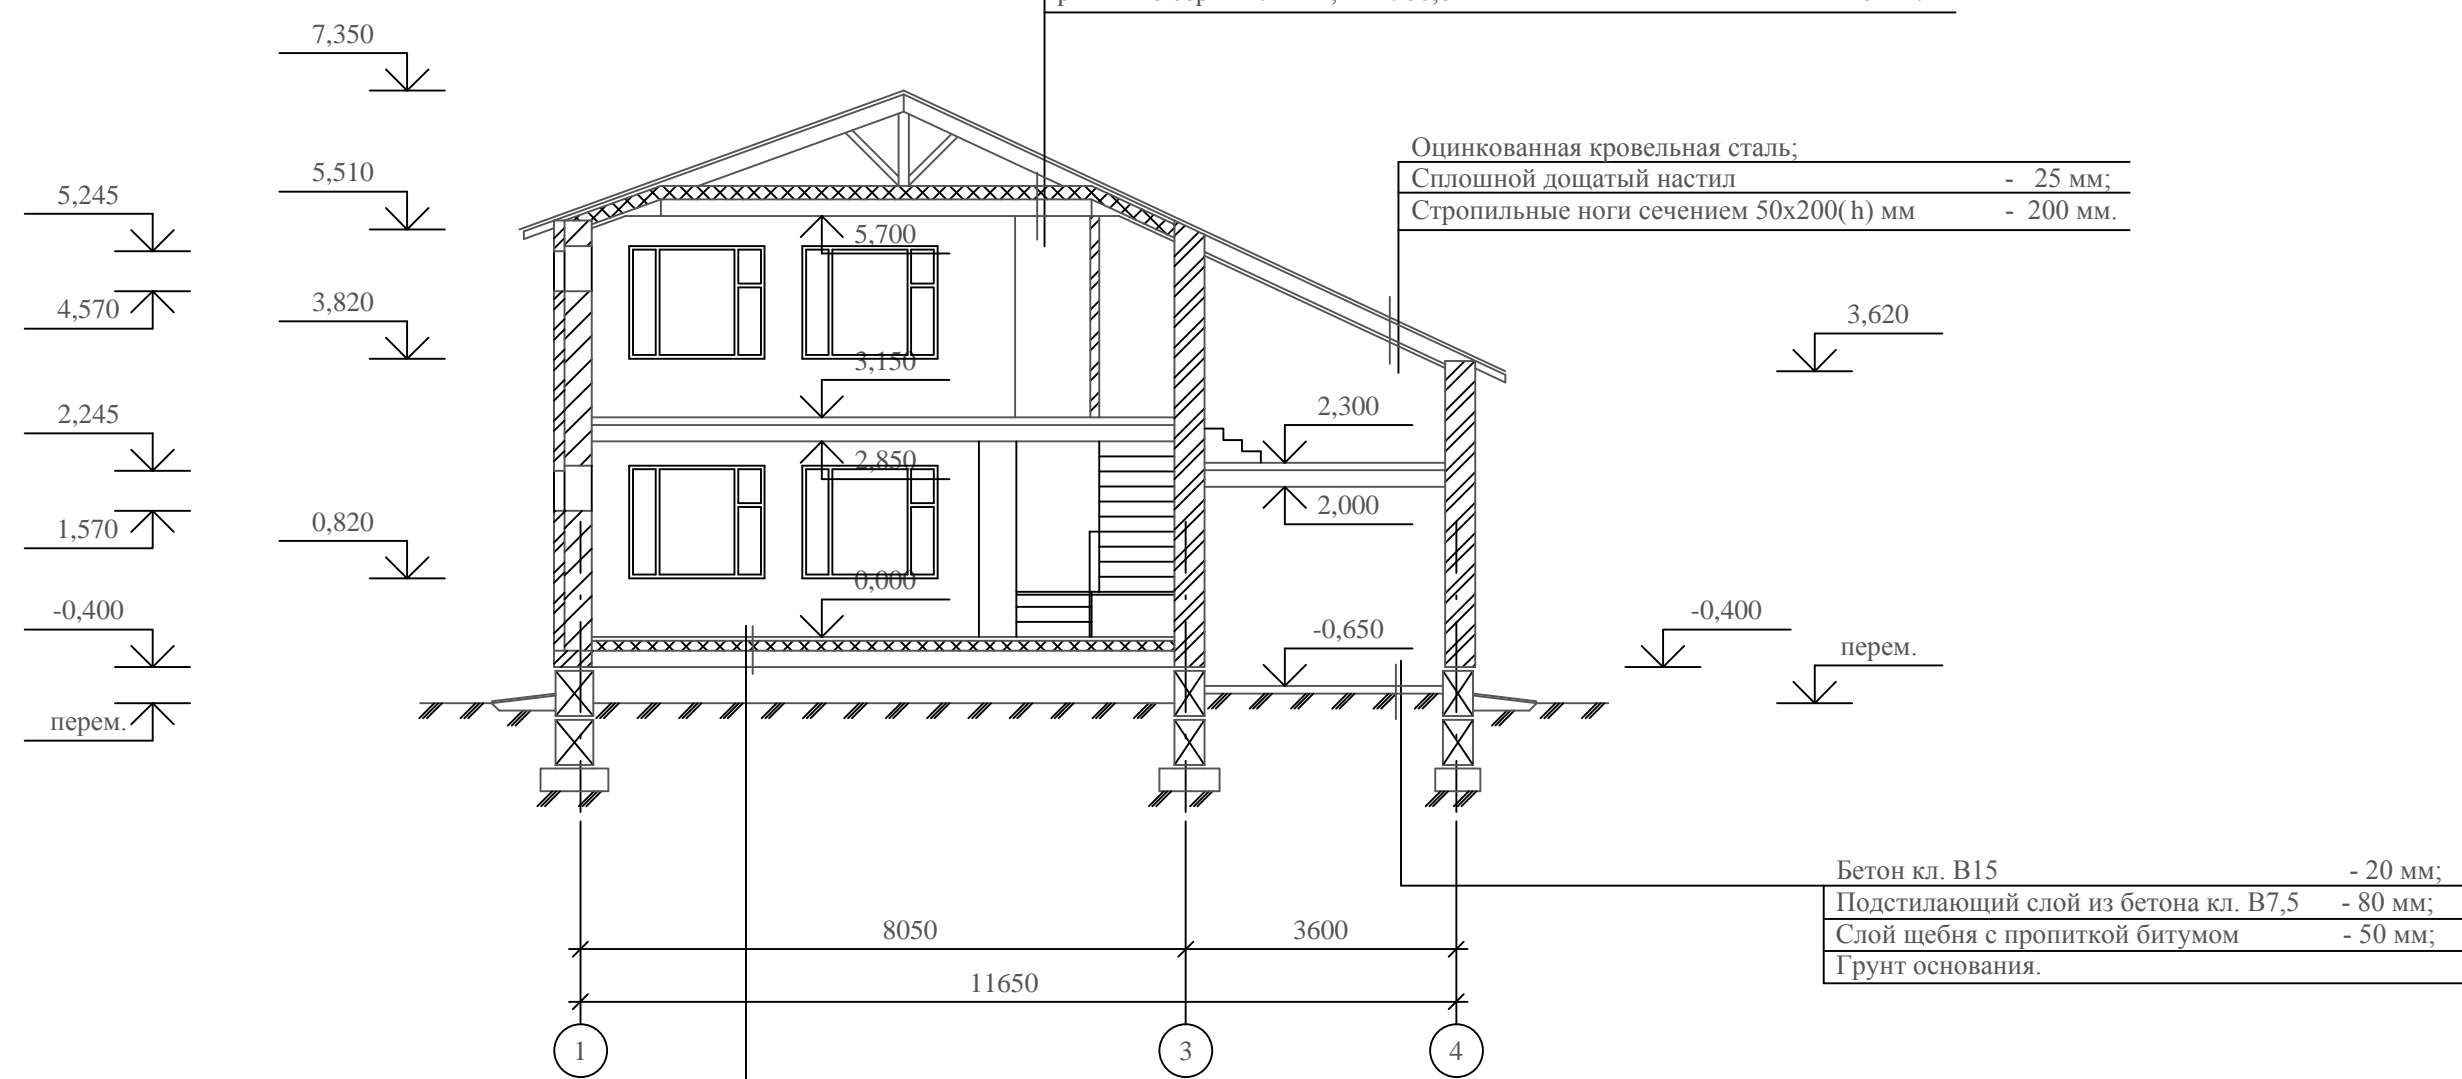 7,350
Оцинкованная кровельная сталь;
Сплошной дощатый настил - 25 мм;
Стропильные ноги сечением 50х200(h) мм - 200 мм.
5,510
5,245
5,700
4,570
3,820
3,620
3,150
2,300
2,245
2,850
2,000
1,570
0,820
0,000
-0,400
-0,650
-0,400
перем.
перем.
Бетон кл. В15 - 20 мм;
Подстилающий слой из бетона кл. В7,5 - 80 мм;
Слой щебня с пропиткой битумом - 50 мм;
Грунт основания.
8050
3600
11650
1
3
4